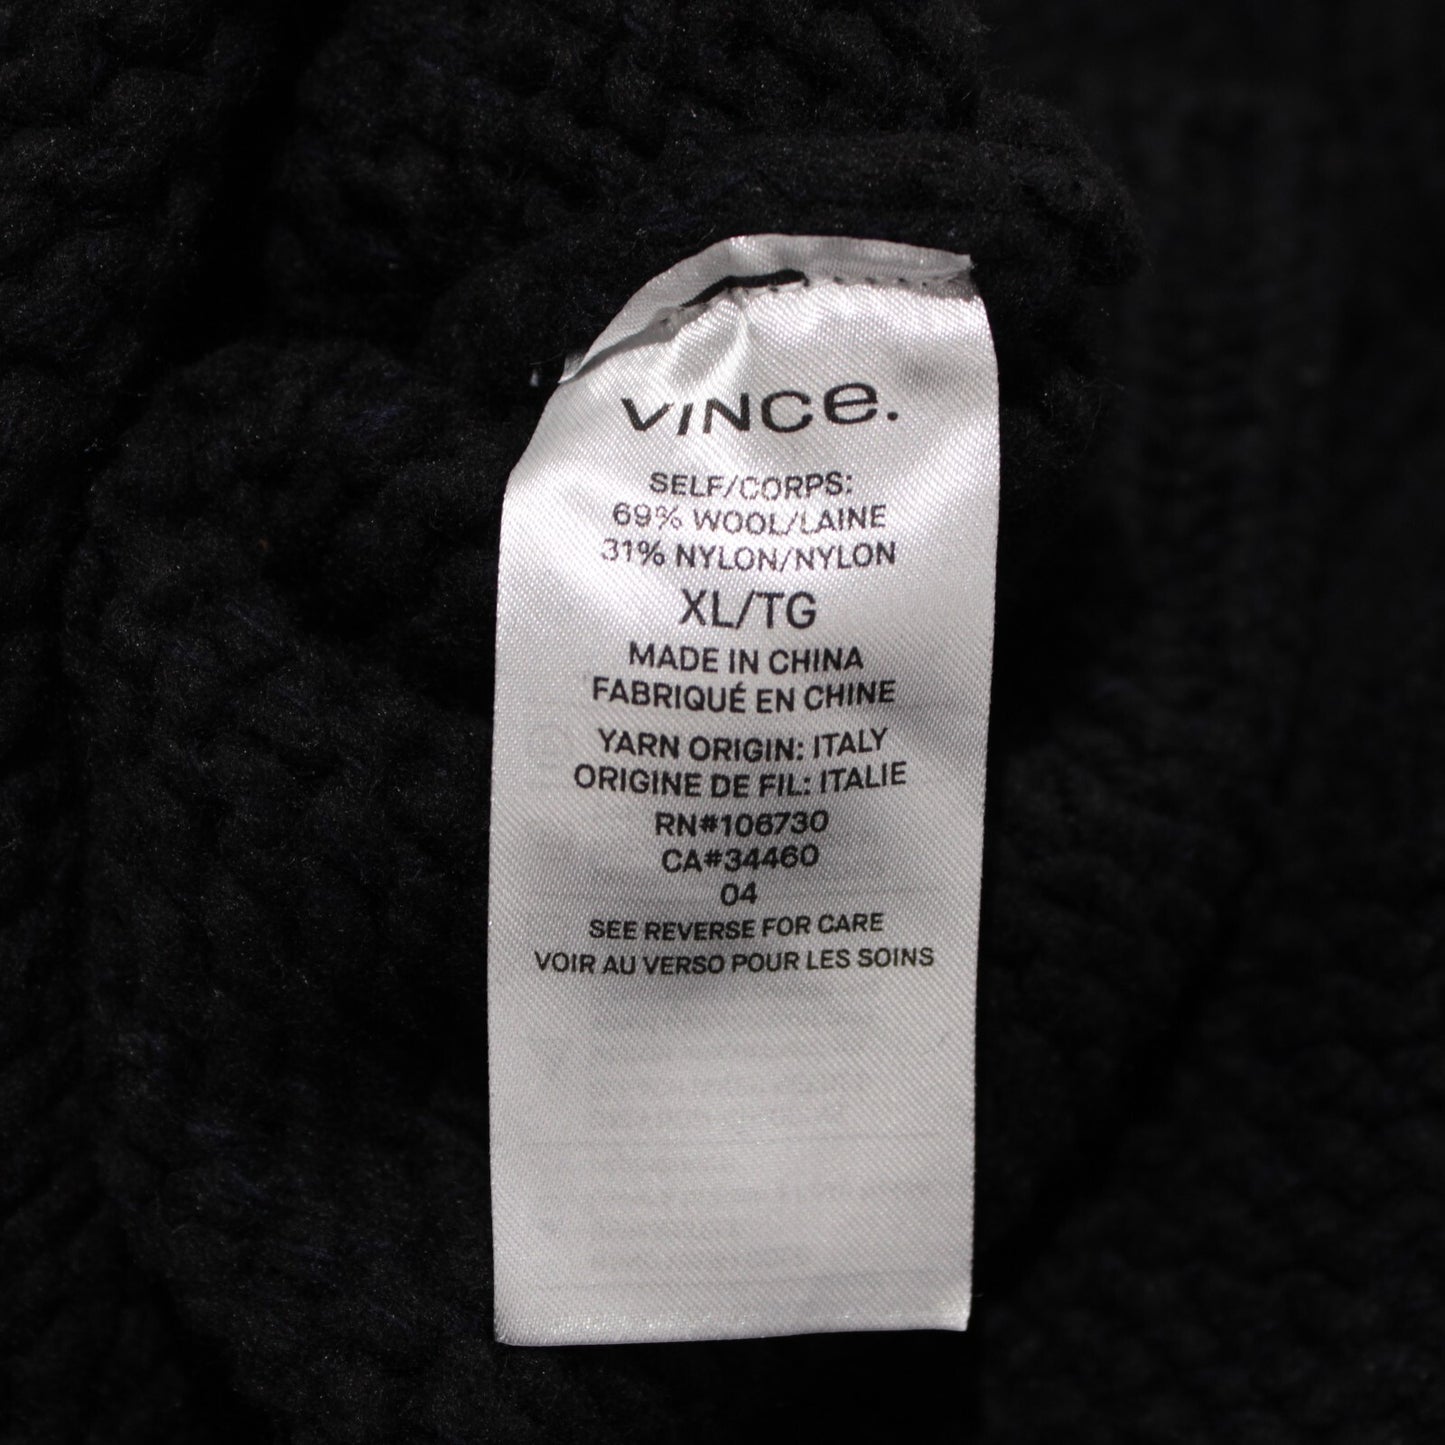 VINCe.
SELF/CORPS:
69% WOOL/LAINE
31% NYLON/NYLON
XL/TG
MADE IN CHINA
FABRIQUÉ EN CHINE
YARN ORIGIN: ITALY
ORIGINE DE FIL: ITALIE
RN#106730
CA#34460
04
SEE REVERSE FOR CARE
VOIR AU VERSO POUR LES SOINS